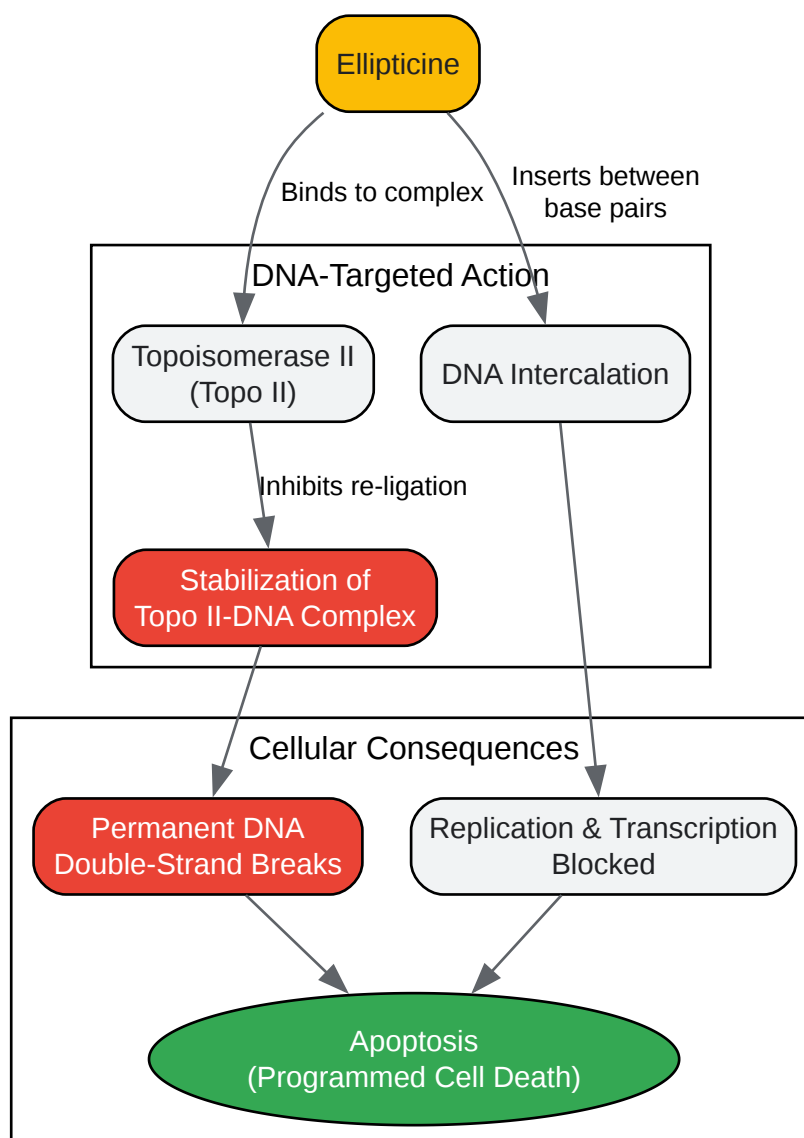 Ellipticine
Binds to complex
Inserts between
base pairs
DNA-Targeted Action
Topoisomerase II
(Topo II)
DNA Intercalation
Inhibits re-ligation
Stabilization of
Topo II-DNA Complex
Cellular Consequences
Permanent DNA
Double-Strand Breaks
Replication & Transcription
Blocked
Apoptosis
(Programmed Cell Death)